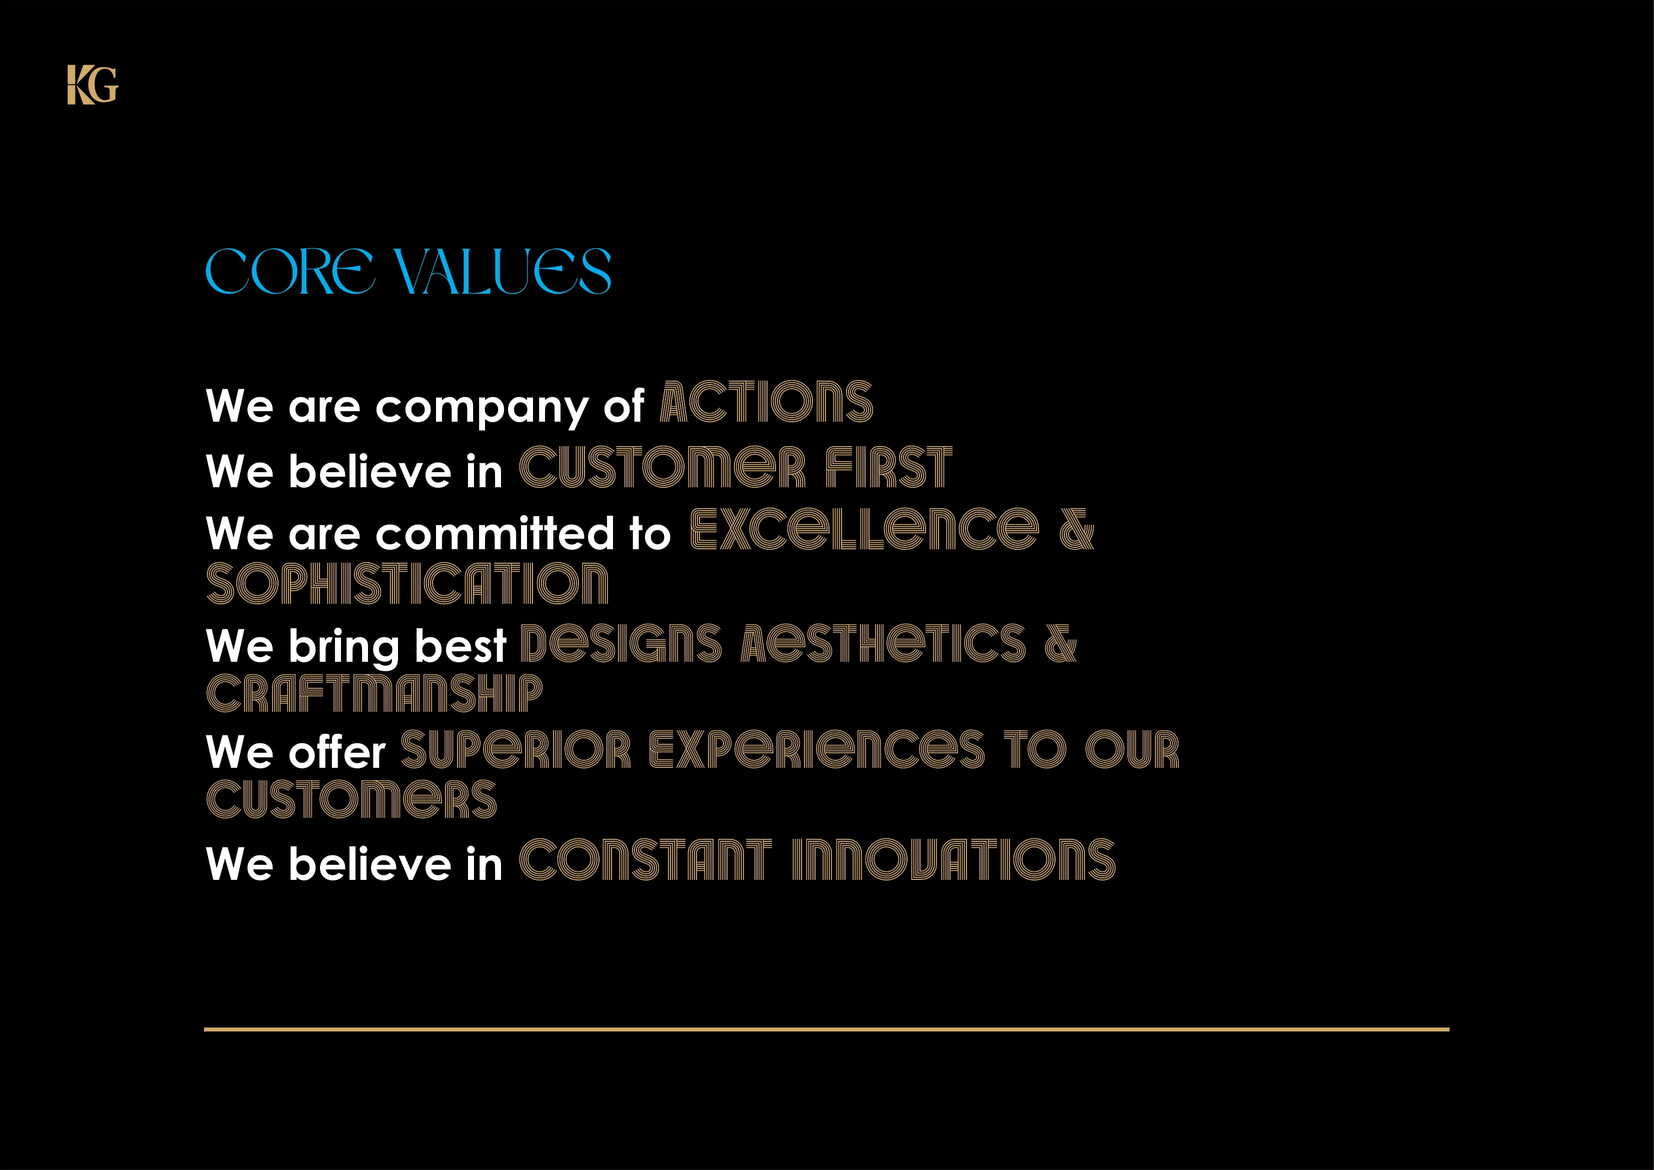 KG
CORE VALUES
We are company of ACTIONS
We believe in CUSTOMER FIRST
We are committed to EXCELLENCE &
SOPHISTICATION
We bring best DESIGNS AESTHETICS &
CRAFTMANSHIP
We offer SUPERIOR EXPERIENCES TO OUR
CUSTOMERS
We believe in CONSTANT INNOVATIONS